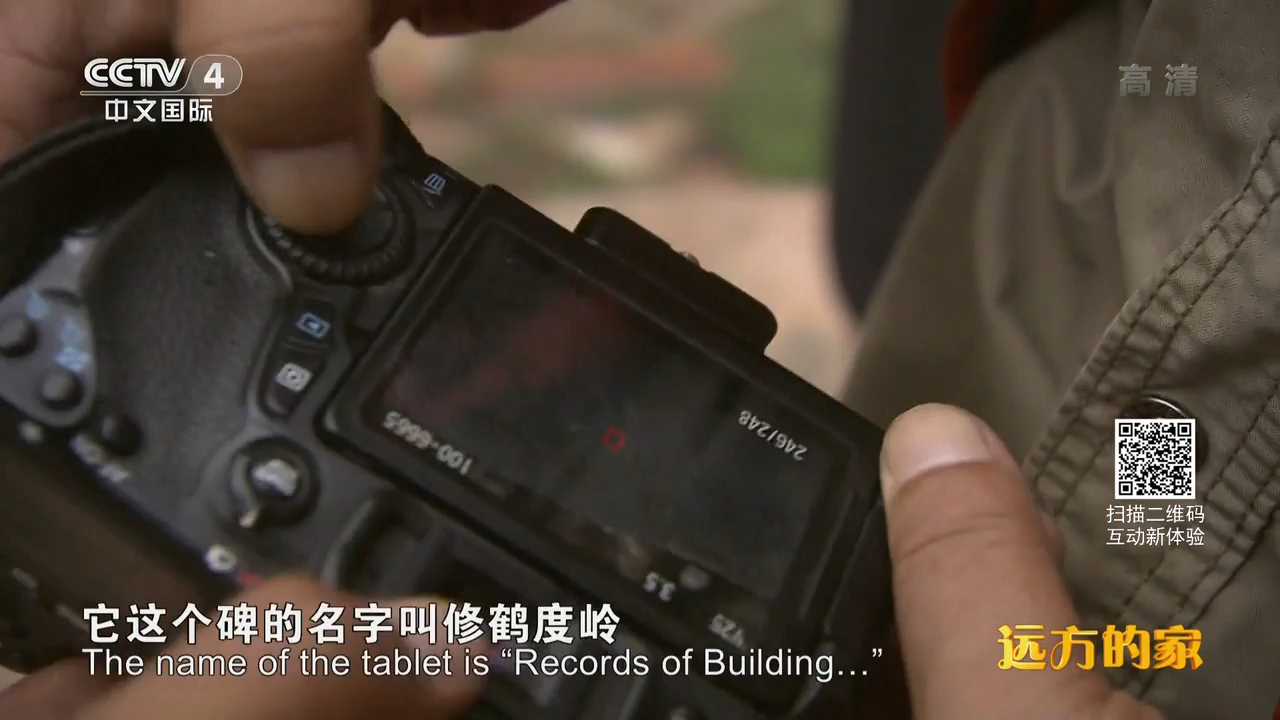 CCTV 4
中文国际
高清
100-6665
246/248
3.5
扫描二维码
互动新体验
它这个碑的名字叫修鹤度岭
The name of the tablet is “Records of Building…”
远方的家